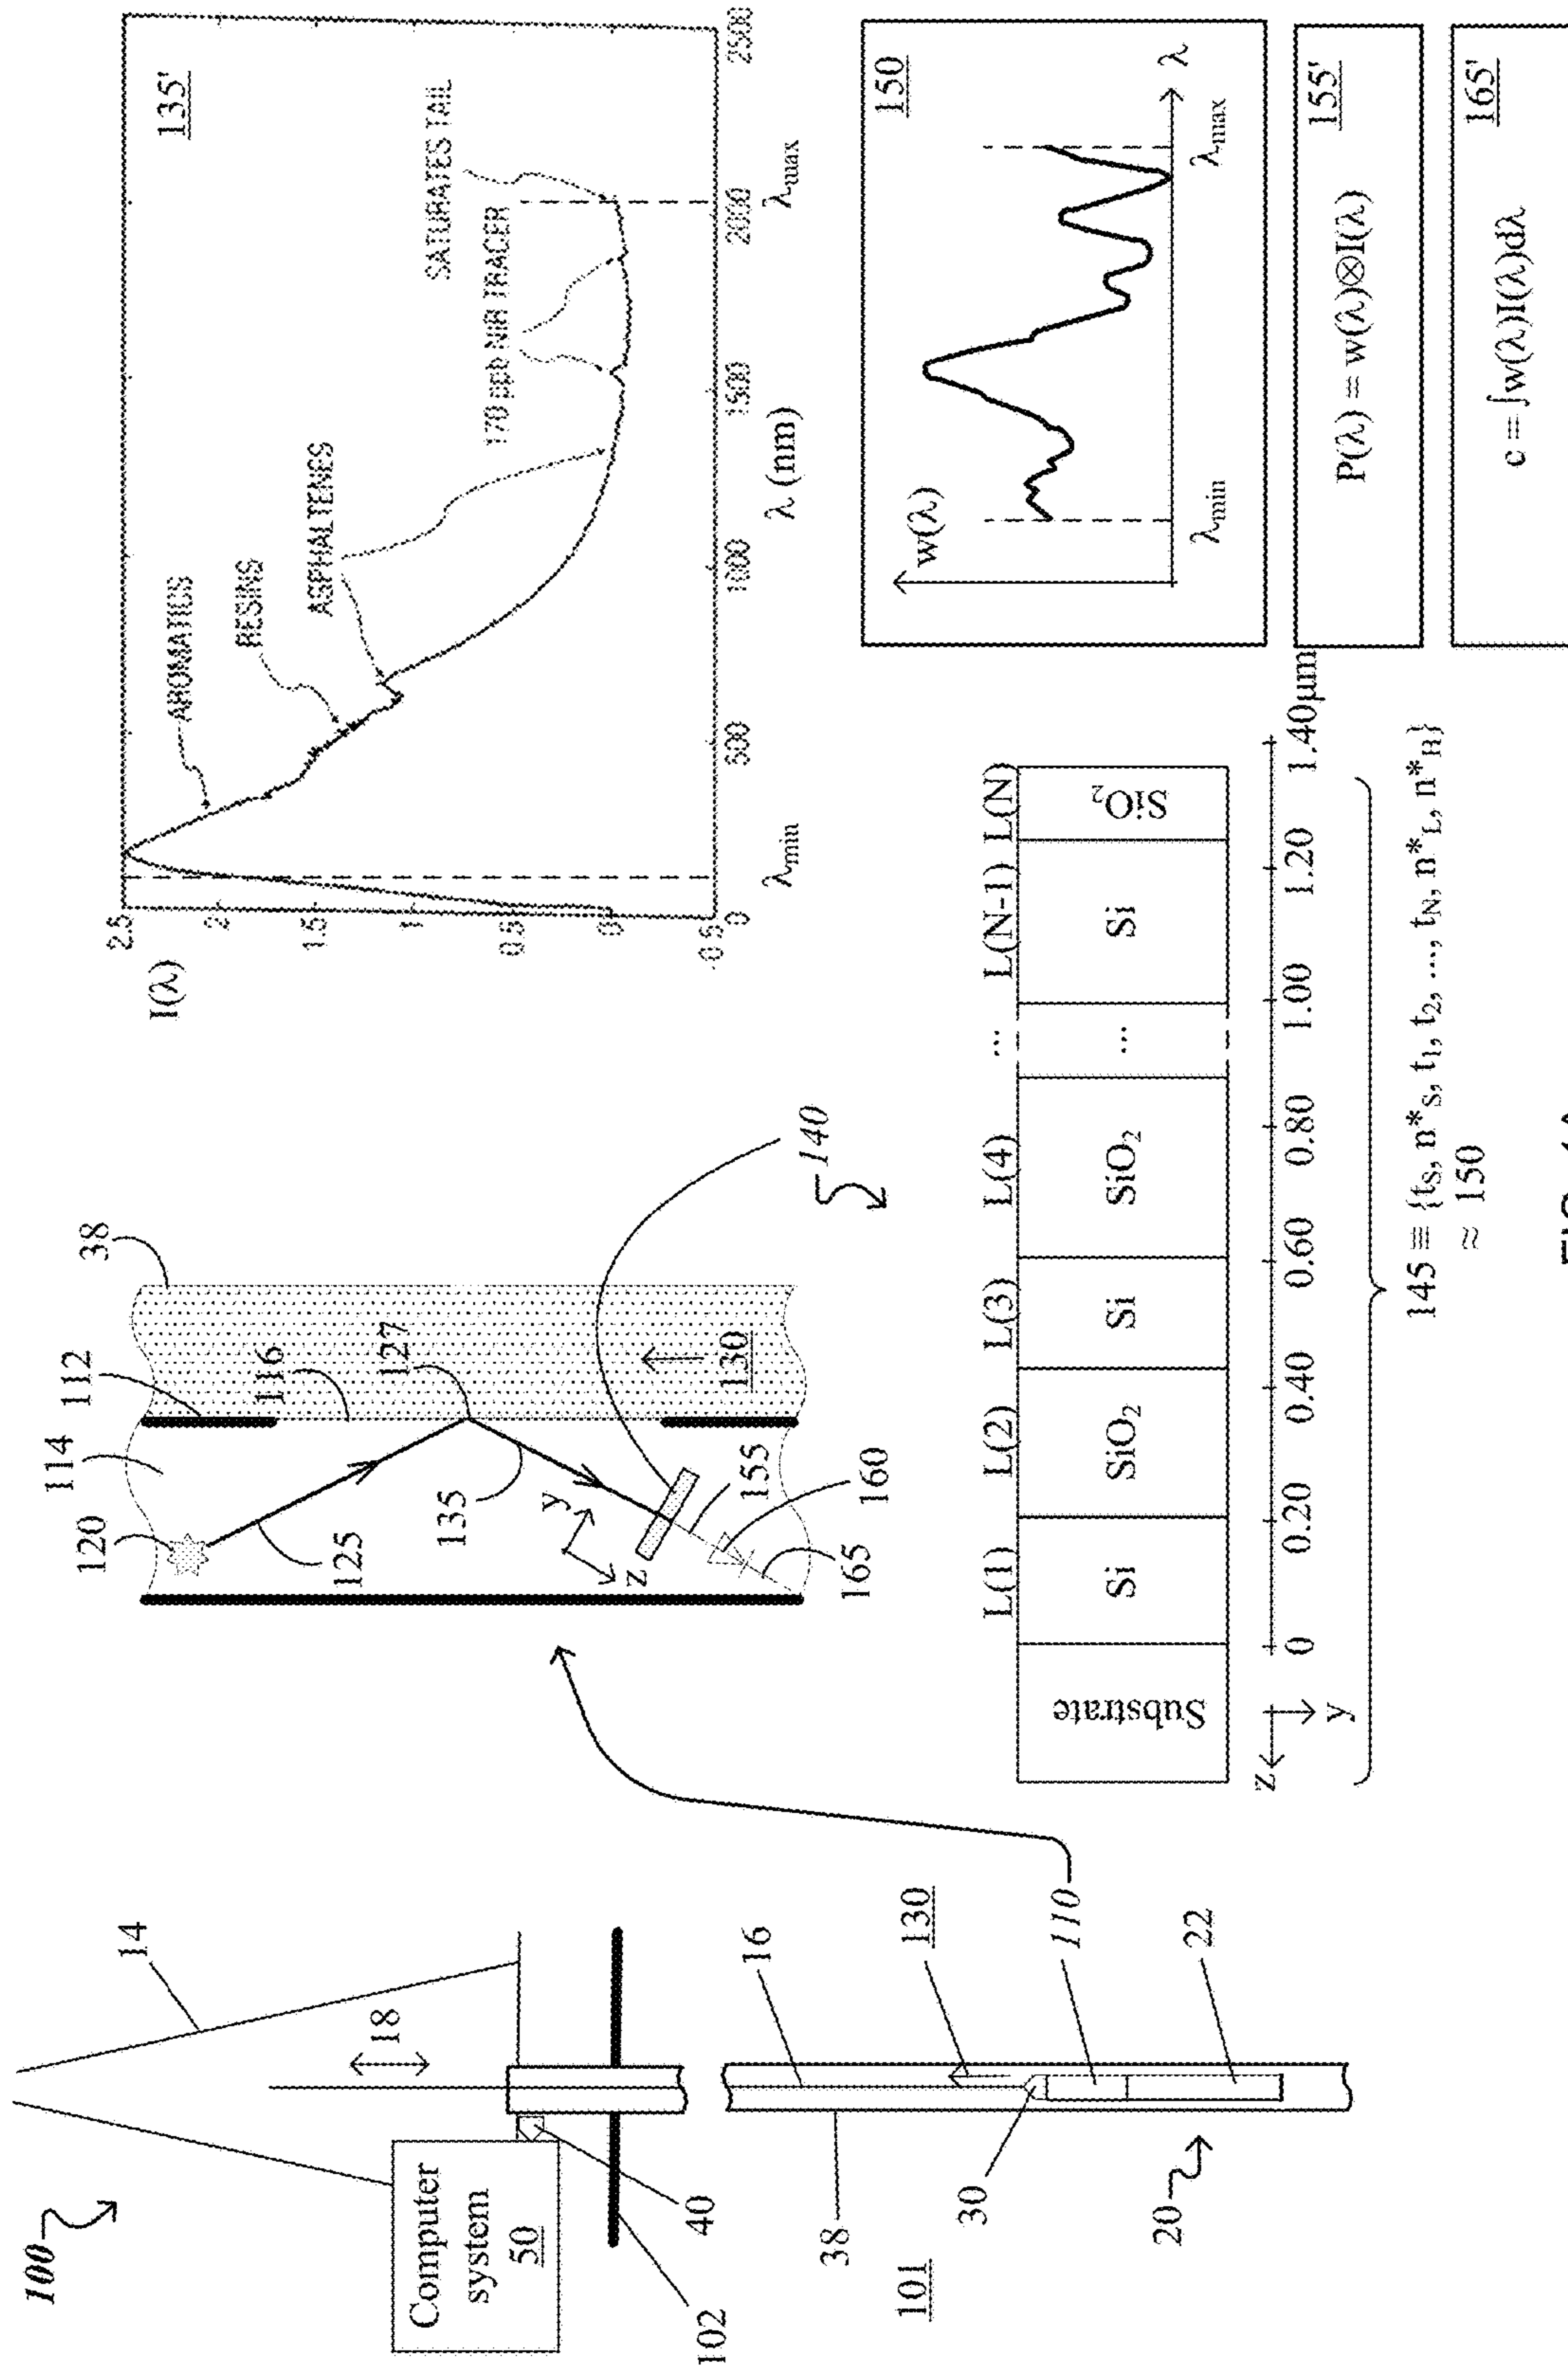 100
14
18
Computer
system
50
40
102
38
101
16
130
30
110
22
20
114
112
38
120
116
125
127
135
y
z
130
155
160
165
140
I(λ)
135'
2.5
2
1.5
1
0.5
0
-0.5
0
500
1000
1500
2000
2500
AROMATICS
RESINS
ASPHALTENES
170 ppb NIR TRACER
SATURATES TAIL
λmin
λ (nm)
λmax
L(1) L(2) L(3) L(4) ... L(N-1) L(N)
Substrate Si SiO2 Si SiO2 ... Si SiO2
z
y
0 0.20 0.40 0.60 0.80 1.00 1.20 1.40µm
145 ≡ {tS, n*S, t1, t2, ..., tN, n*L, n*H}
≈ 150
w(λ)
150
λ
λmin
λmax
155'
P(λ) = w(λ)⊗I(λ)
165'
c = ∫w(λ)I(λ)dλ